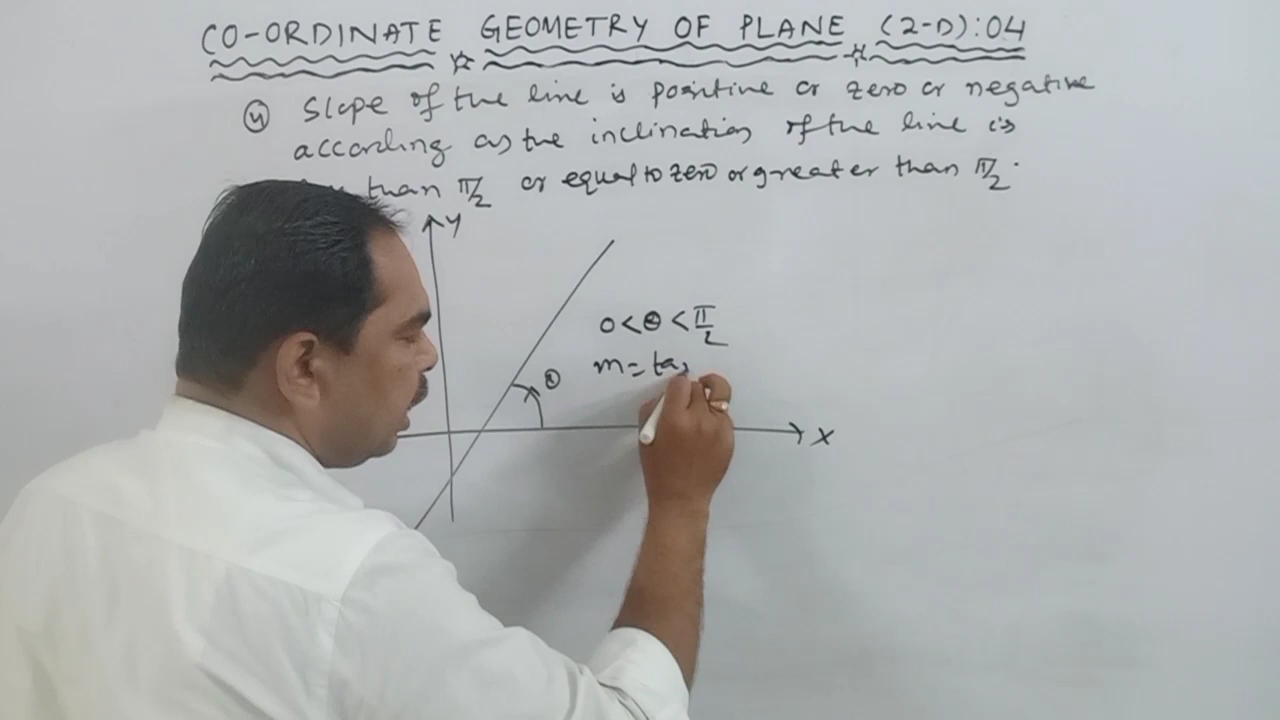 CO-ORDINATE GEOMETRY OF PLANE (2-D):04
④ Slope of the line is positive or zero or negative
according as the inclination of the line is
than π/2 or equal to zero or greater than π/2.
y
0<θ<π/2
m = ta
θ
x